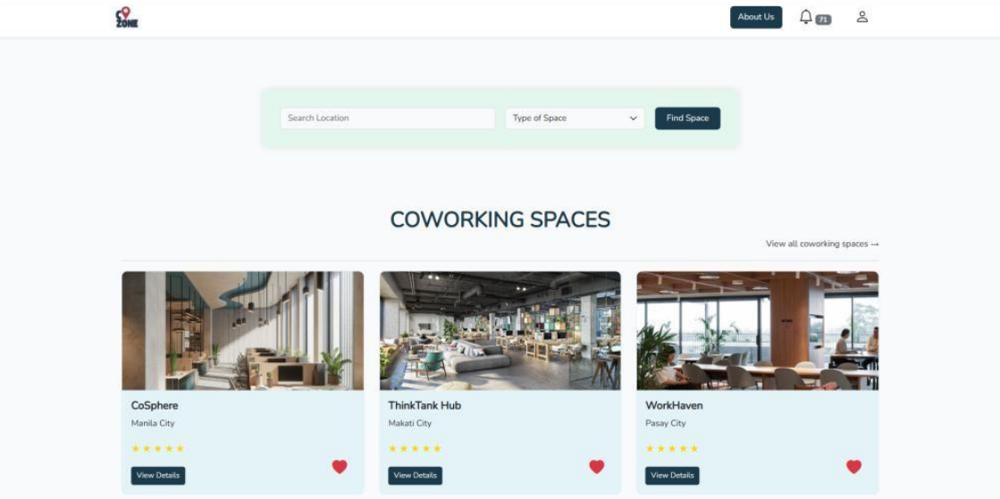 CO
ZONE
About Us
71
Search Location
Type of Space
Find Space
COWORKING SPACES
View all coworking spaces →
CoSphere
Manila City
View Details
ThinkTank Hub
Makati City
View Details
WorkHaven
Pasay City
View Details